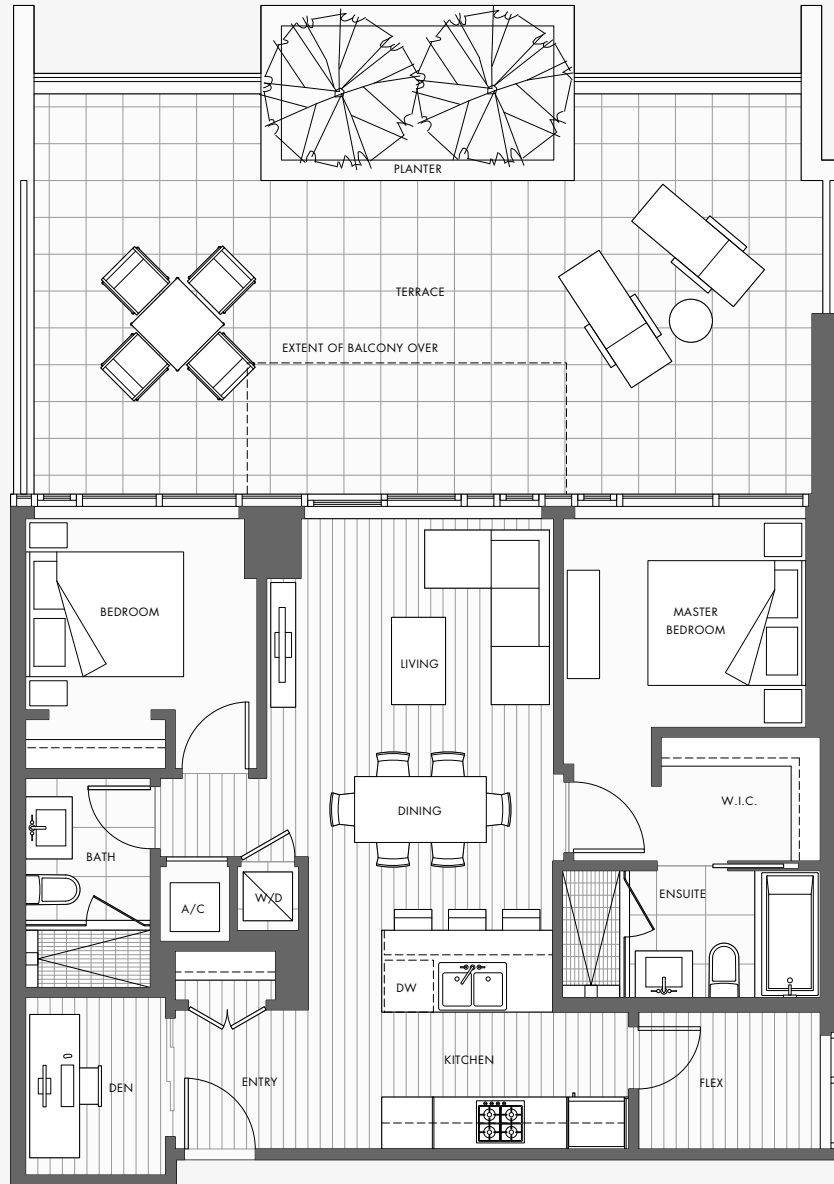 PLANTER
TERRACE
EXTENT OF BALCONY OVER
BEDROOM
MASTER
BEDROOM
LIVING
DINING
W.I.C.
BATH
A/C
W/D
ENSUITE
DW
KITCHEN
DEN
ENTRY
FLEX